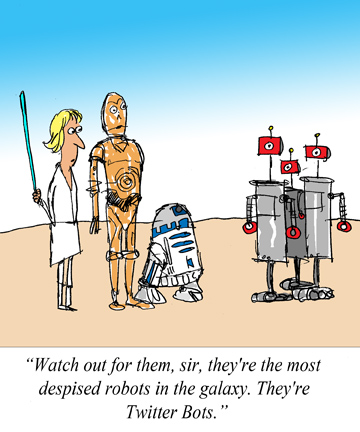 “Watch out for them, sir, they're the most
despised robots in the galaxy. They're
Twitter Bots.”